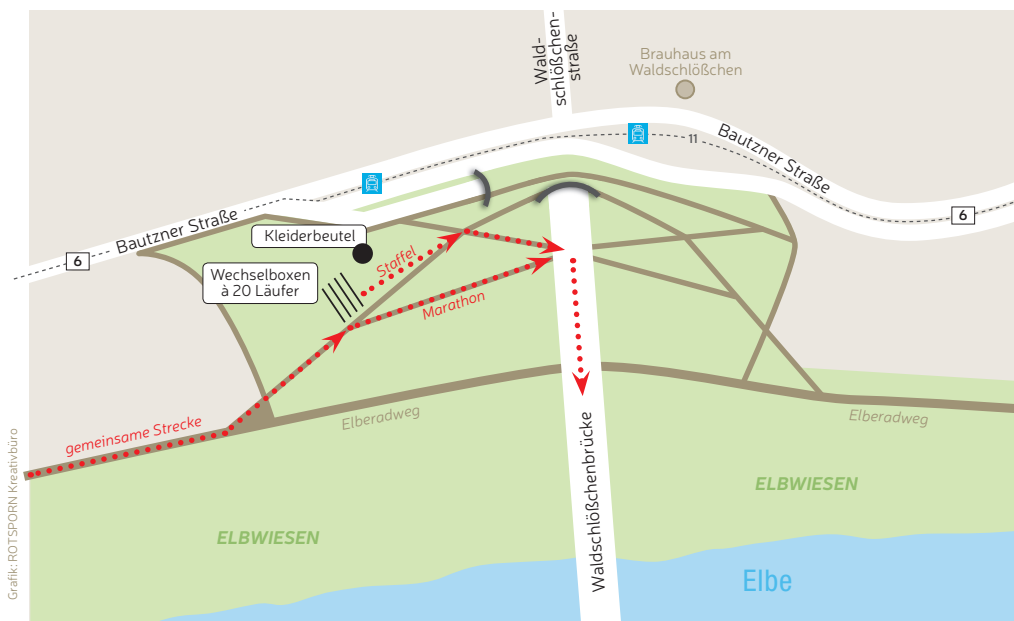 Wald-
schlößchen-
straße
Brauhaus am
Waldschlößchen
11
Bautzner Straße
Bautzner Straße
6
6
Kleiderbeutel
Wechselboxen
à 20 Läufer
Staffel
Marathon
gemeinsame Strecke
Elberadweg
Elberadweg
Waldschlößchenbrücke
ELBWIESEN
ELBWIESEN
Elbe
Grafik: ROTSPORN Kreativbüro